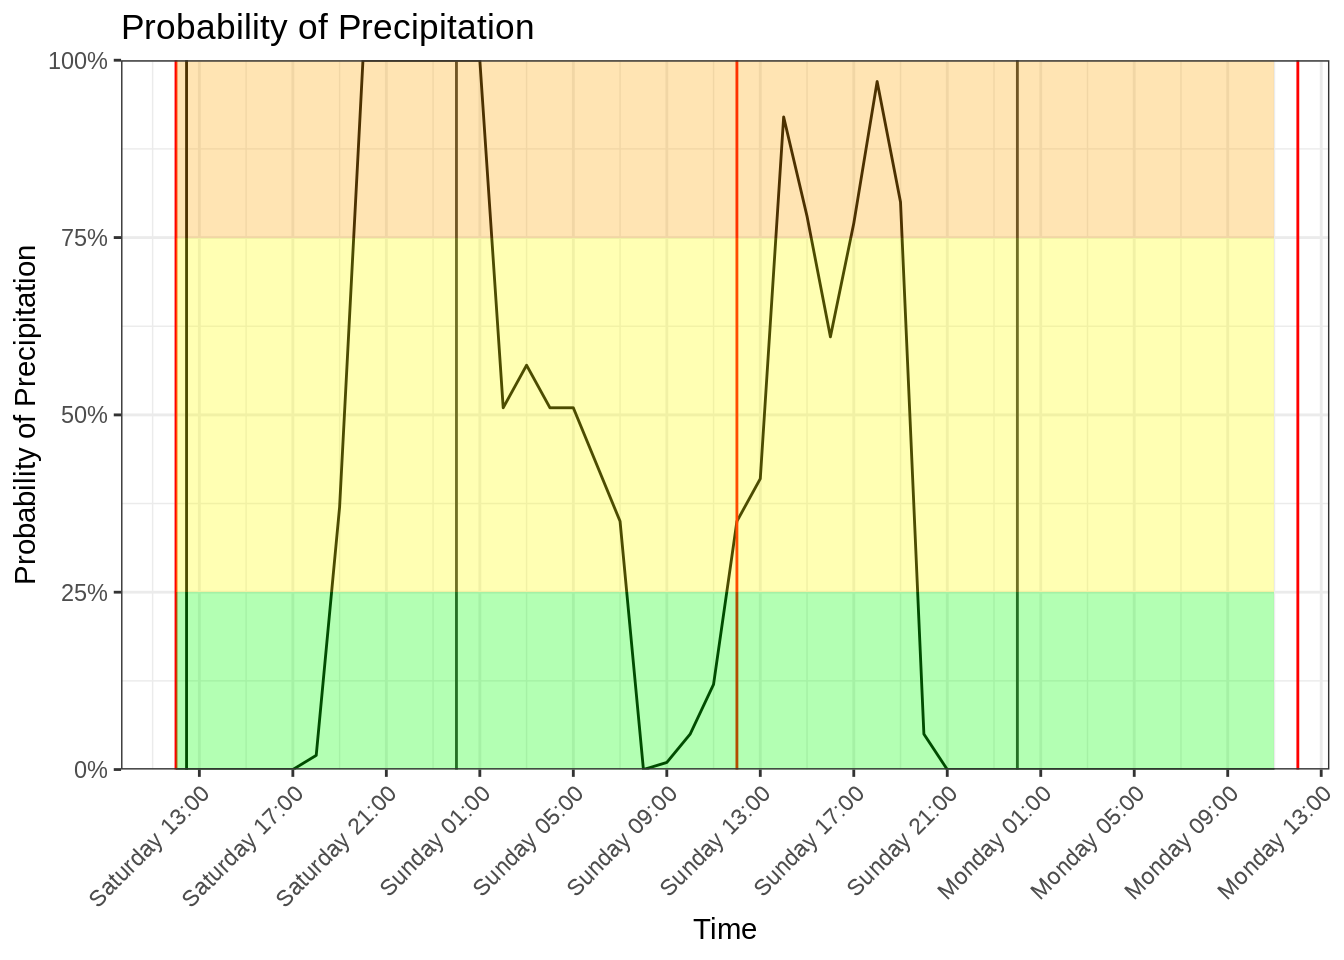 Probability of Precipitation
Probability of Precipitation
100%
75%
50%
25%
0%
Saturday 13:00
Saturday 17:00
Saturday 21:00
Sunday 01:00
Sunday 05:00
Sunday 09:00
Sunday 13:00
Sunday 17:00
Sunday 21:00
Monday 01:00
Monday 05:00
Monday 09:00
Monday 13:00
Time